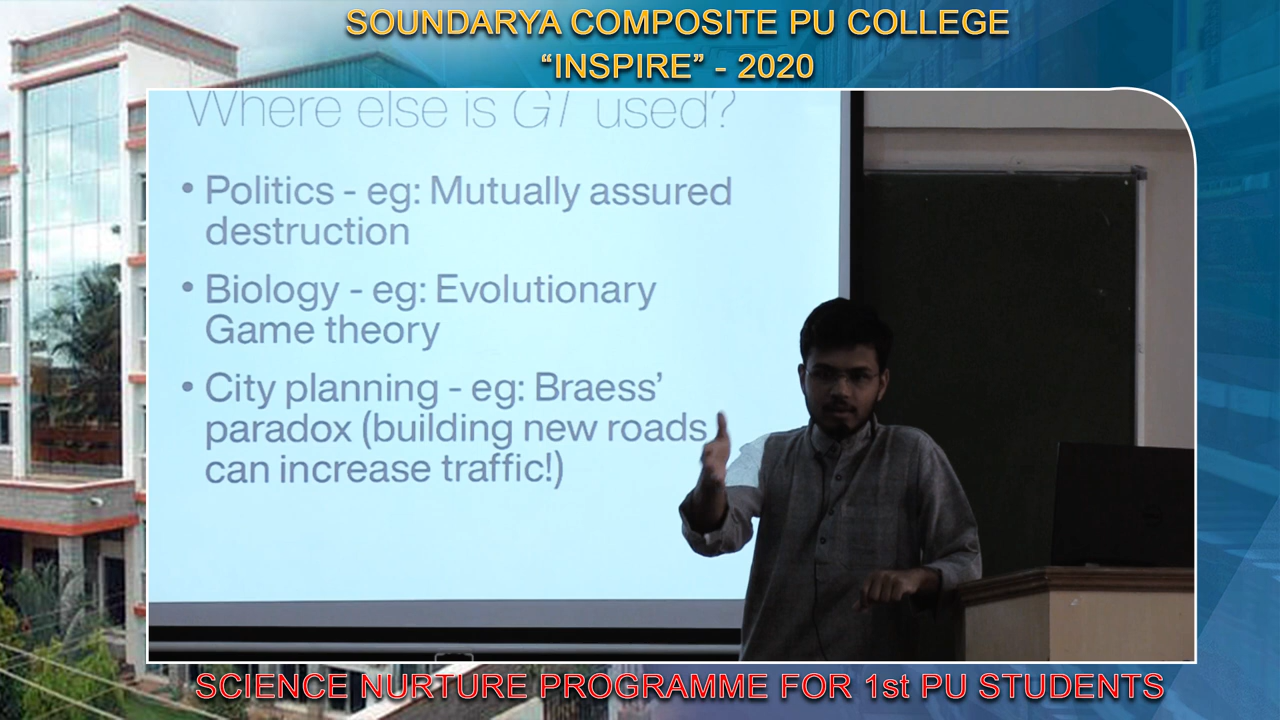 SOUNDARYA COMPOSITE PU COLLEGE
“INSPIRE” - 2020
Where else is GT used?
• Politics - eg: Mutually assured
destruction
• Biology - eg: Evolutionary
Game theory
• City planning - eg: Braess’
paradox (building new roads
can increase traffic!)
SCIENCE NURTURE PROGRAMME FOR 1st PU STUDENTS